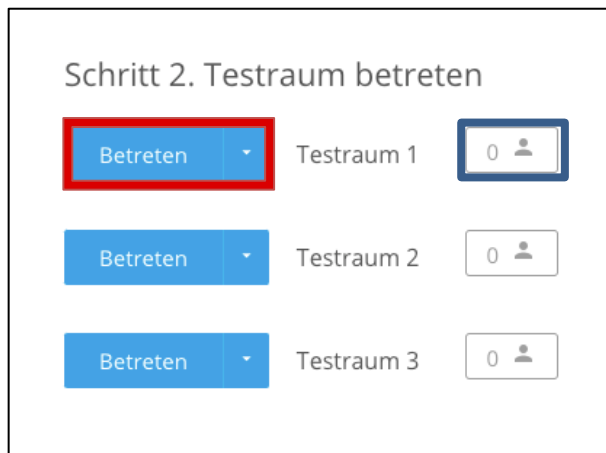 Schritt 2. Testraum betreten
Betreten Testraum 1 0
Betreten Testraum 2 0
Betreten Testraum 3 0